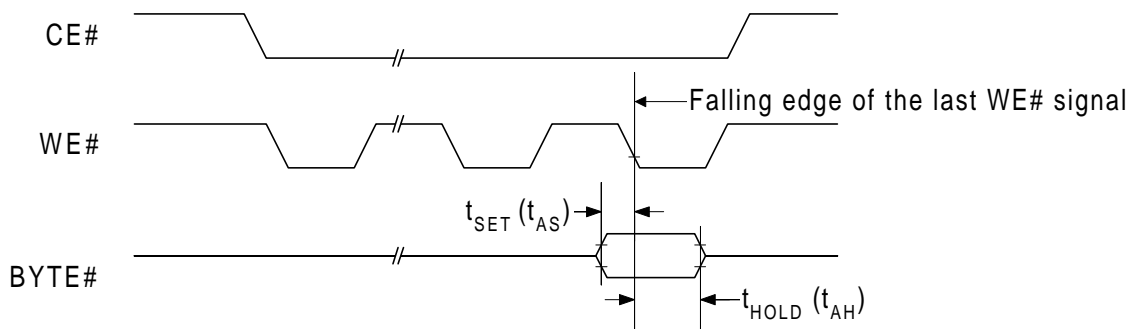 CE#
Falling edge of the last WE# signal
WE#
tSET (tAS)
BYTE#
tHOLD (tAH)